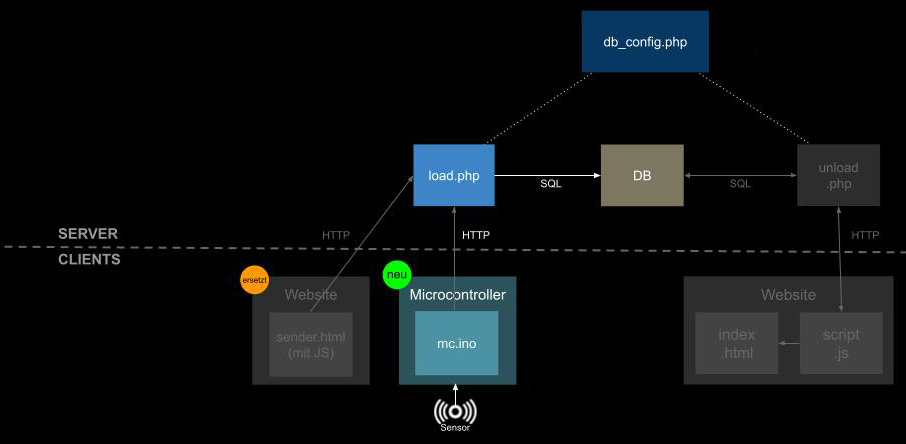 db_config.php
load.php
SQL
DB
SQL
unload
.php
SERVER
HTTP
HTTP
HTTP
CLIENTS
ersetzt
Website
sender.html
(mit JS)
neu
Microcontroller
mc.ino
Sensor
Website
index
.html
script
.js